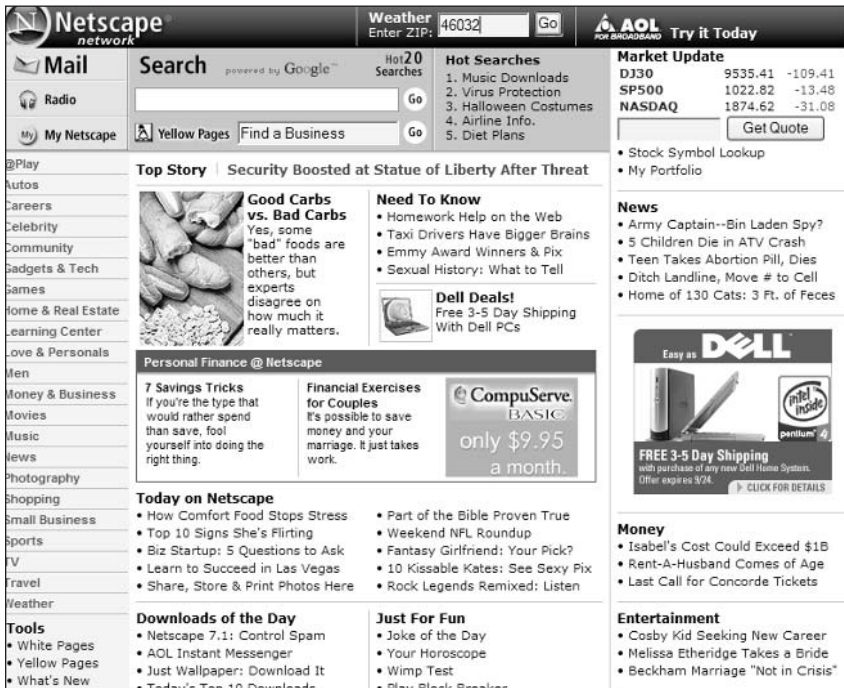 N Netscape®
network
Weather
Enter ZIP: 46032 Go
AOL
FOR BROADBAND
Try it Today
Mail
Radio
My My Netscape
Search powered by Google™
Hot20
Searches
Go
Yellow Pages Find a Business Go
Hot Searches
1. Music Downloads
2. Virus Protection
3. Halloween Costumes
4. Airline Info.
5. Diet Plans
Market Update
DJ30 9535.41 -109.41
SP500 1022.82 -13.48
NASDAQ 1874.62 -31.08
Get Quote
• Stock Symbol Lookup
• My Portfolio
@Play
Autos
Careers
Celebrity
Community
Gadgets & Tech
Games
Home & Real Estate
Learning Center
Love & Personals
Men
Money & Business
Movies
Music
News
Photography
Shopping
Small Business
Sports
TV
Travel
Weather
Tools
• White Pages
• Yellow Pages
• What's New
Top Story | Security Boosted at Statue of Liberty After Threat
Good Carbs
vs. Bad Carbs
Yes, some
"bad" foods are
better than
others, but
experts
disagree on
how much it
really matters.
Need To Know
• Homework Help on the Web
• Taxi Drivers Have Bigger Brains
• Emmy Award Winners & Pix
• Sexual History: What to Tell
Dell Deals!
Free 3-5 Day Shipping
With Dell PCs
Personal Finance @ Netscape
7 Savings Tricks
If you're the type that
would rather spend
than save, fool
yourself into doing the
right thing.
Financial Exercises
for Couples
It's possible to save
money and your
marriage. It just takes
work.
CompuServe.
BASIC
only $9.95
a month.
Today on Netscape
• How Comfort Food Stops Stress
• Top 10 Signs She's Flirting
• Biz Startup: 5 Questions to Ask
• Learn to Succeed in Las Vegas
• Share, Store & Print Photos Here
• Part of the Bible Proven True
• Weekend NFL Roundup
• Fantasy Girlfriend: Your Pick?
• 10 Kissable Kates: See Sexy Pix
• Rock Legends Remixed: Listen
Downloads of the Day
• Netscape 7.1: Control Spam
• AOL Instant Messenger
• Just Wallpaper: Download It
• Today's Top 10 Downloads
Just For Fun
• Joke of the Day
• Your Horoscope
• Wimp Test
• Play Block Breaker
News
• Army Captain--Bin Laden Spy?
• 5 Children Die in ATV Crash
• Teen Takes Abortion Pill, Dies
• Ditch Landline, Move # to Cell
• Home of 130 Cats: 3 Ft. of Feces
Easy as DELL
intel inside
pentium 4
FREE 3-5 Day Shipping
with purchase of any new Dell Home System.
Offer expires 9/24.
CLICK FOR DETAILS
Money
• Isabel's Cost Could Exceed $1B
• Rent-A-Husband Comes of Age
• Last Call for Concorde Tickets
Entertainment
• Cosby Kid Seeking New Career
• Melissa Etheridge Takes a Bride
• Beckham Marriage "Not in Crisis"